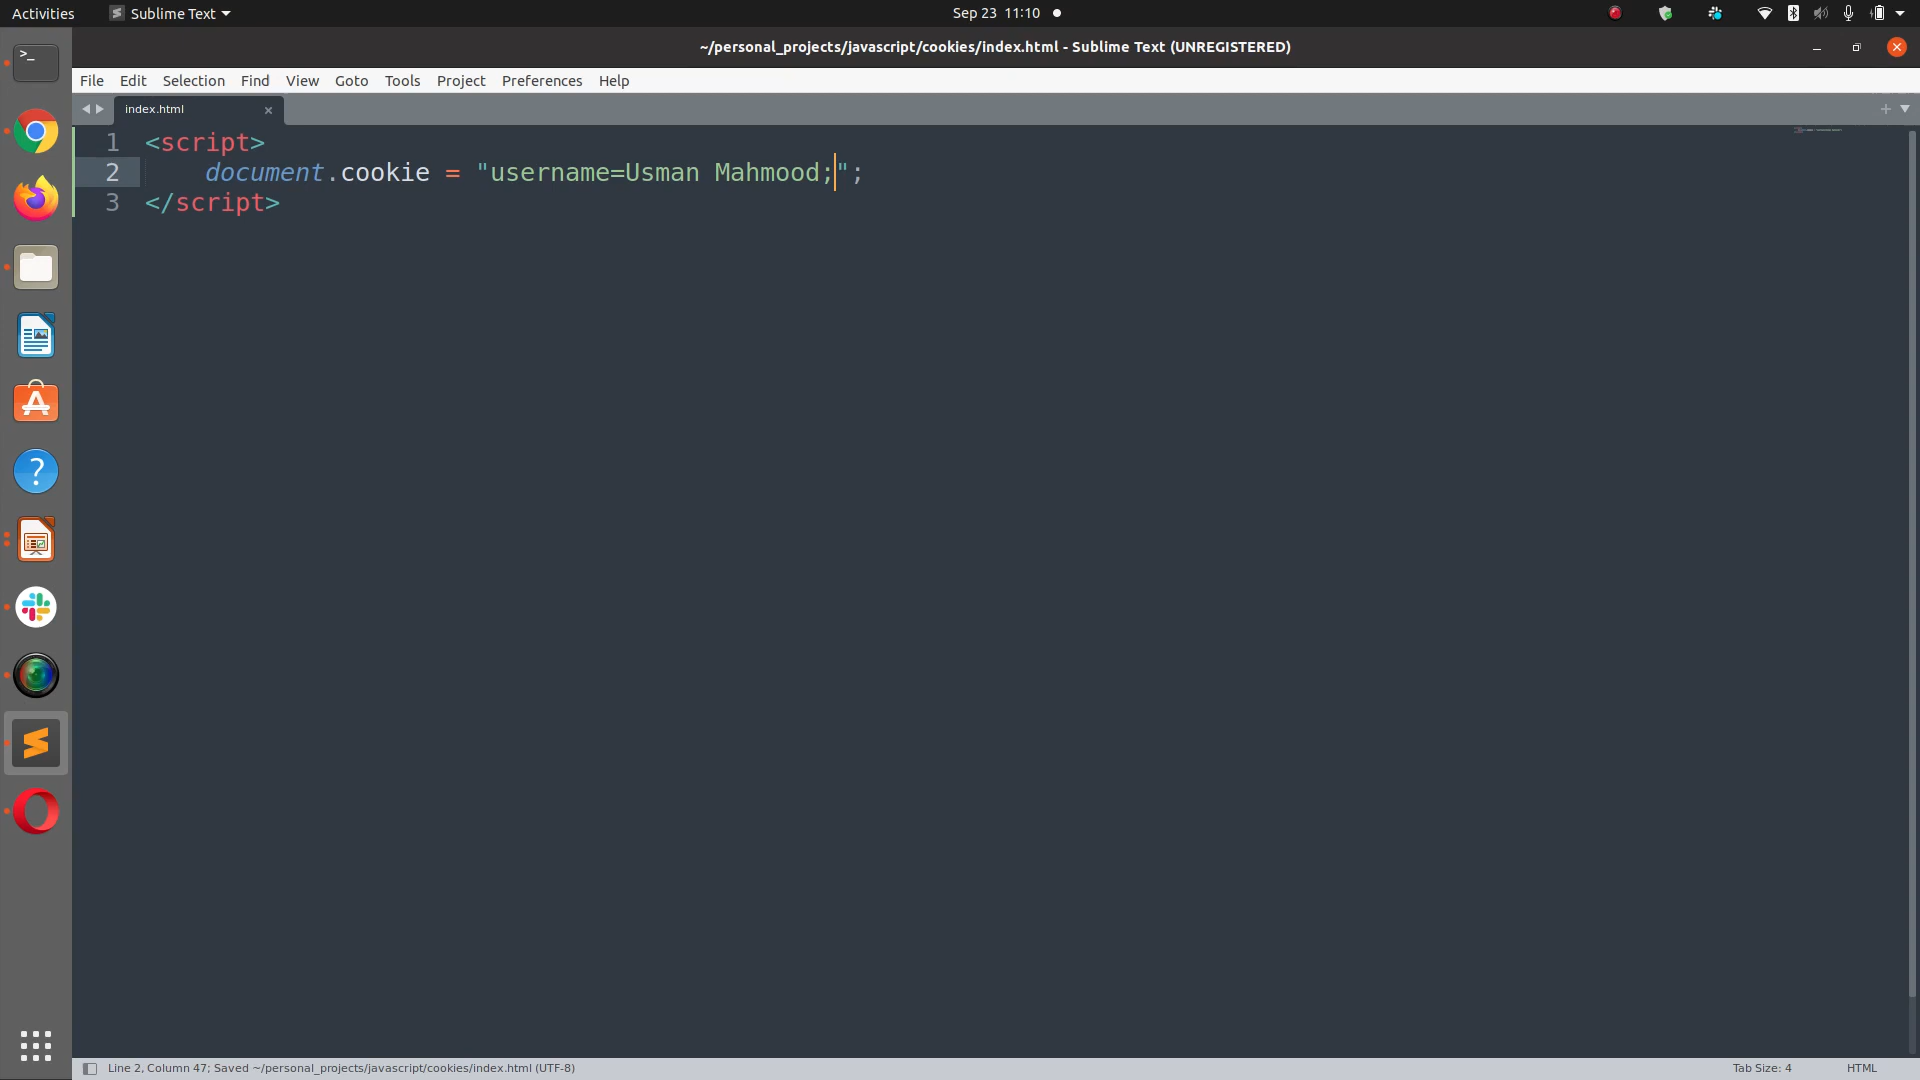 Activities Sublime Text Sep 23 11:10
~/personal_projects/javascript/cookies/index.html - Sublime Text (UNREGISTERED)
File Edit Selection Find View Goto Tools Project Preferences Help
index.html
1 <script>
2 document.cookie = "username=Usman Mahmood;";
3 </script>
Line 2, Column 47; Saved ~/personal_projects/javascript/cookies/index.html (UTF-8) Tab Size: 4 HTML